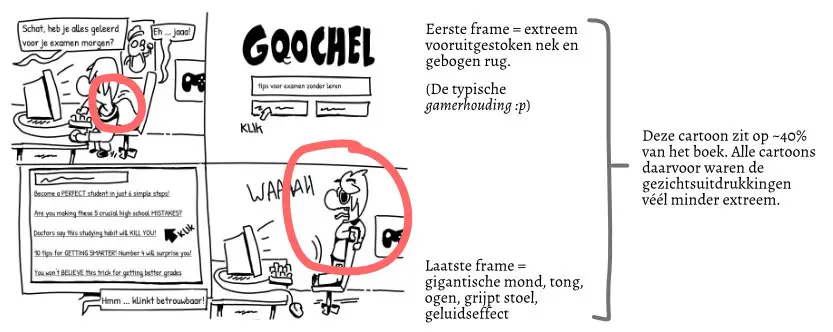 Schat, heb je alles geleerd
voor je examen morgen?
Eh ... jaaa!
GOOCHEL
tips voor examen zonder leren
KLIK
Become a PERFECT student in just 6 simple steps!
Are you making these 5 crucial high school MISTAKES?
Doctors say this studying habit will KILL YOU!
KLIK
10 tips for GETTING SMARTER! Number 4 will surprise you!
You won't BELIEVE this trick for getting better grades
Hmm ... klinkt betrouwbaar!
WAAAAH
Eerste frame = extreem
vooruitgestoken nek en
gebogen rug.
(De typische
gamerhouding :p)
Laatste frame =
gigantische mond, tong,
ogen, grijpt stoel,
geluidseffect
Deze cartoon zit op ~40%
van het boek. Alle cartoons
daarvoor waren de
gezichtsuitdrukkingen
véél minder extreem.